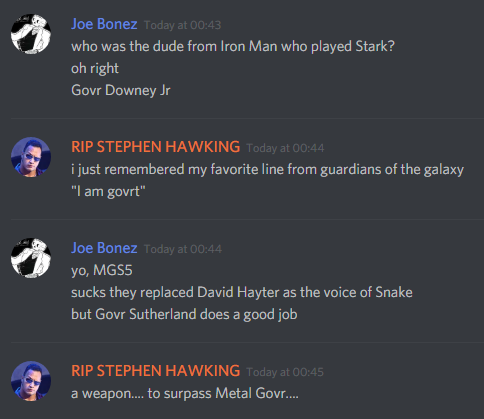 Joe Bonez Today at 00:43
who was the dude from Iron Man who played Stark?
oh right
Govr Downey Jr
RIP STEPHEN HAWKING Today at 00:44
i just remembered my favorite line from guardians of the galaxy
"I am govrt"
Joe Bonez Today at 00:44
yo, MGS5
sucks they replaced David Hayter as the voice of Snake
but Govr Sutherland does a good job
RIP STEPHEN HAWKING Today at 00:45
a weapon.... to surpass Metal Govr....